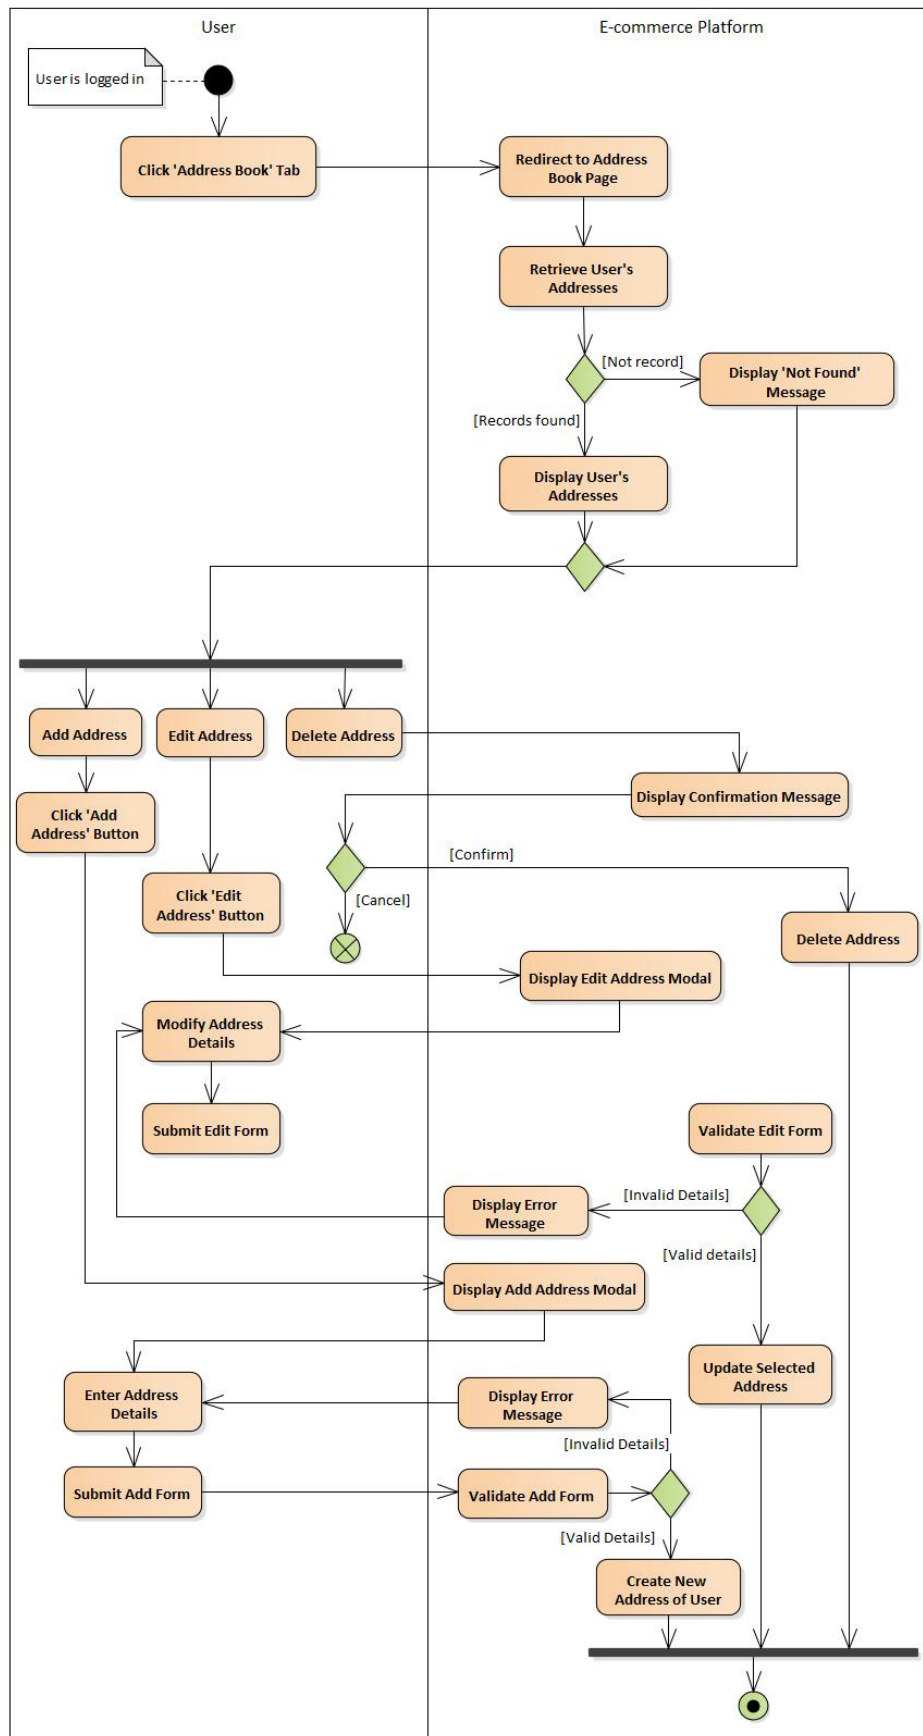 User
E-commerce Platform
User is logged in
Click 'Address Book' Tab
Redirect to Address
Book Page
Retrieve User's
Addresses
[Not record]
Display 'Not Found'
Message
[Records found]
Display User's
Addresses
Add Address
Edit Address
Delete Address
Click 'Add
Address' Button
Display Confirmation Message
[Confirm]
[Cancel]
Click 'Edit
Address' Button
Delete Address
Display Edit Address Modal
Modify Address
Details
Submit Edit Form
Validate Edit Form
[Invalid Details]
Display Error
Message
[Valid details]
Display Add Address Modal
Update Selected
Address
Enter Address
Details
Display Error
Message
[Invalid Details]
Submit Add Form
Validate Add Form
[Valid Details]
Create New
Address of User